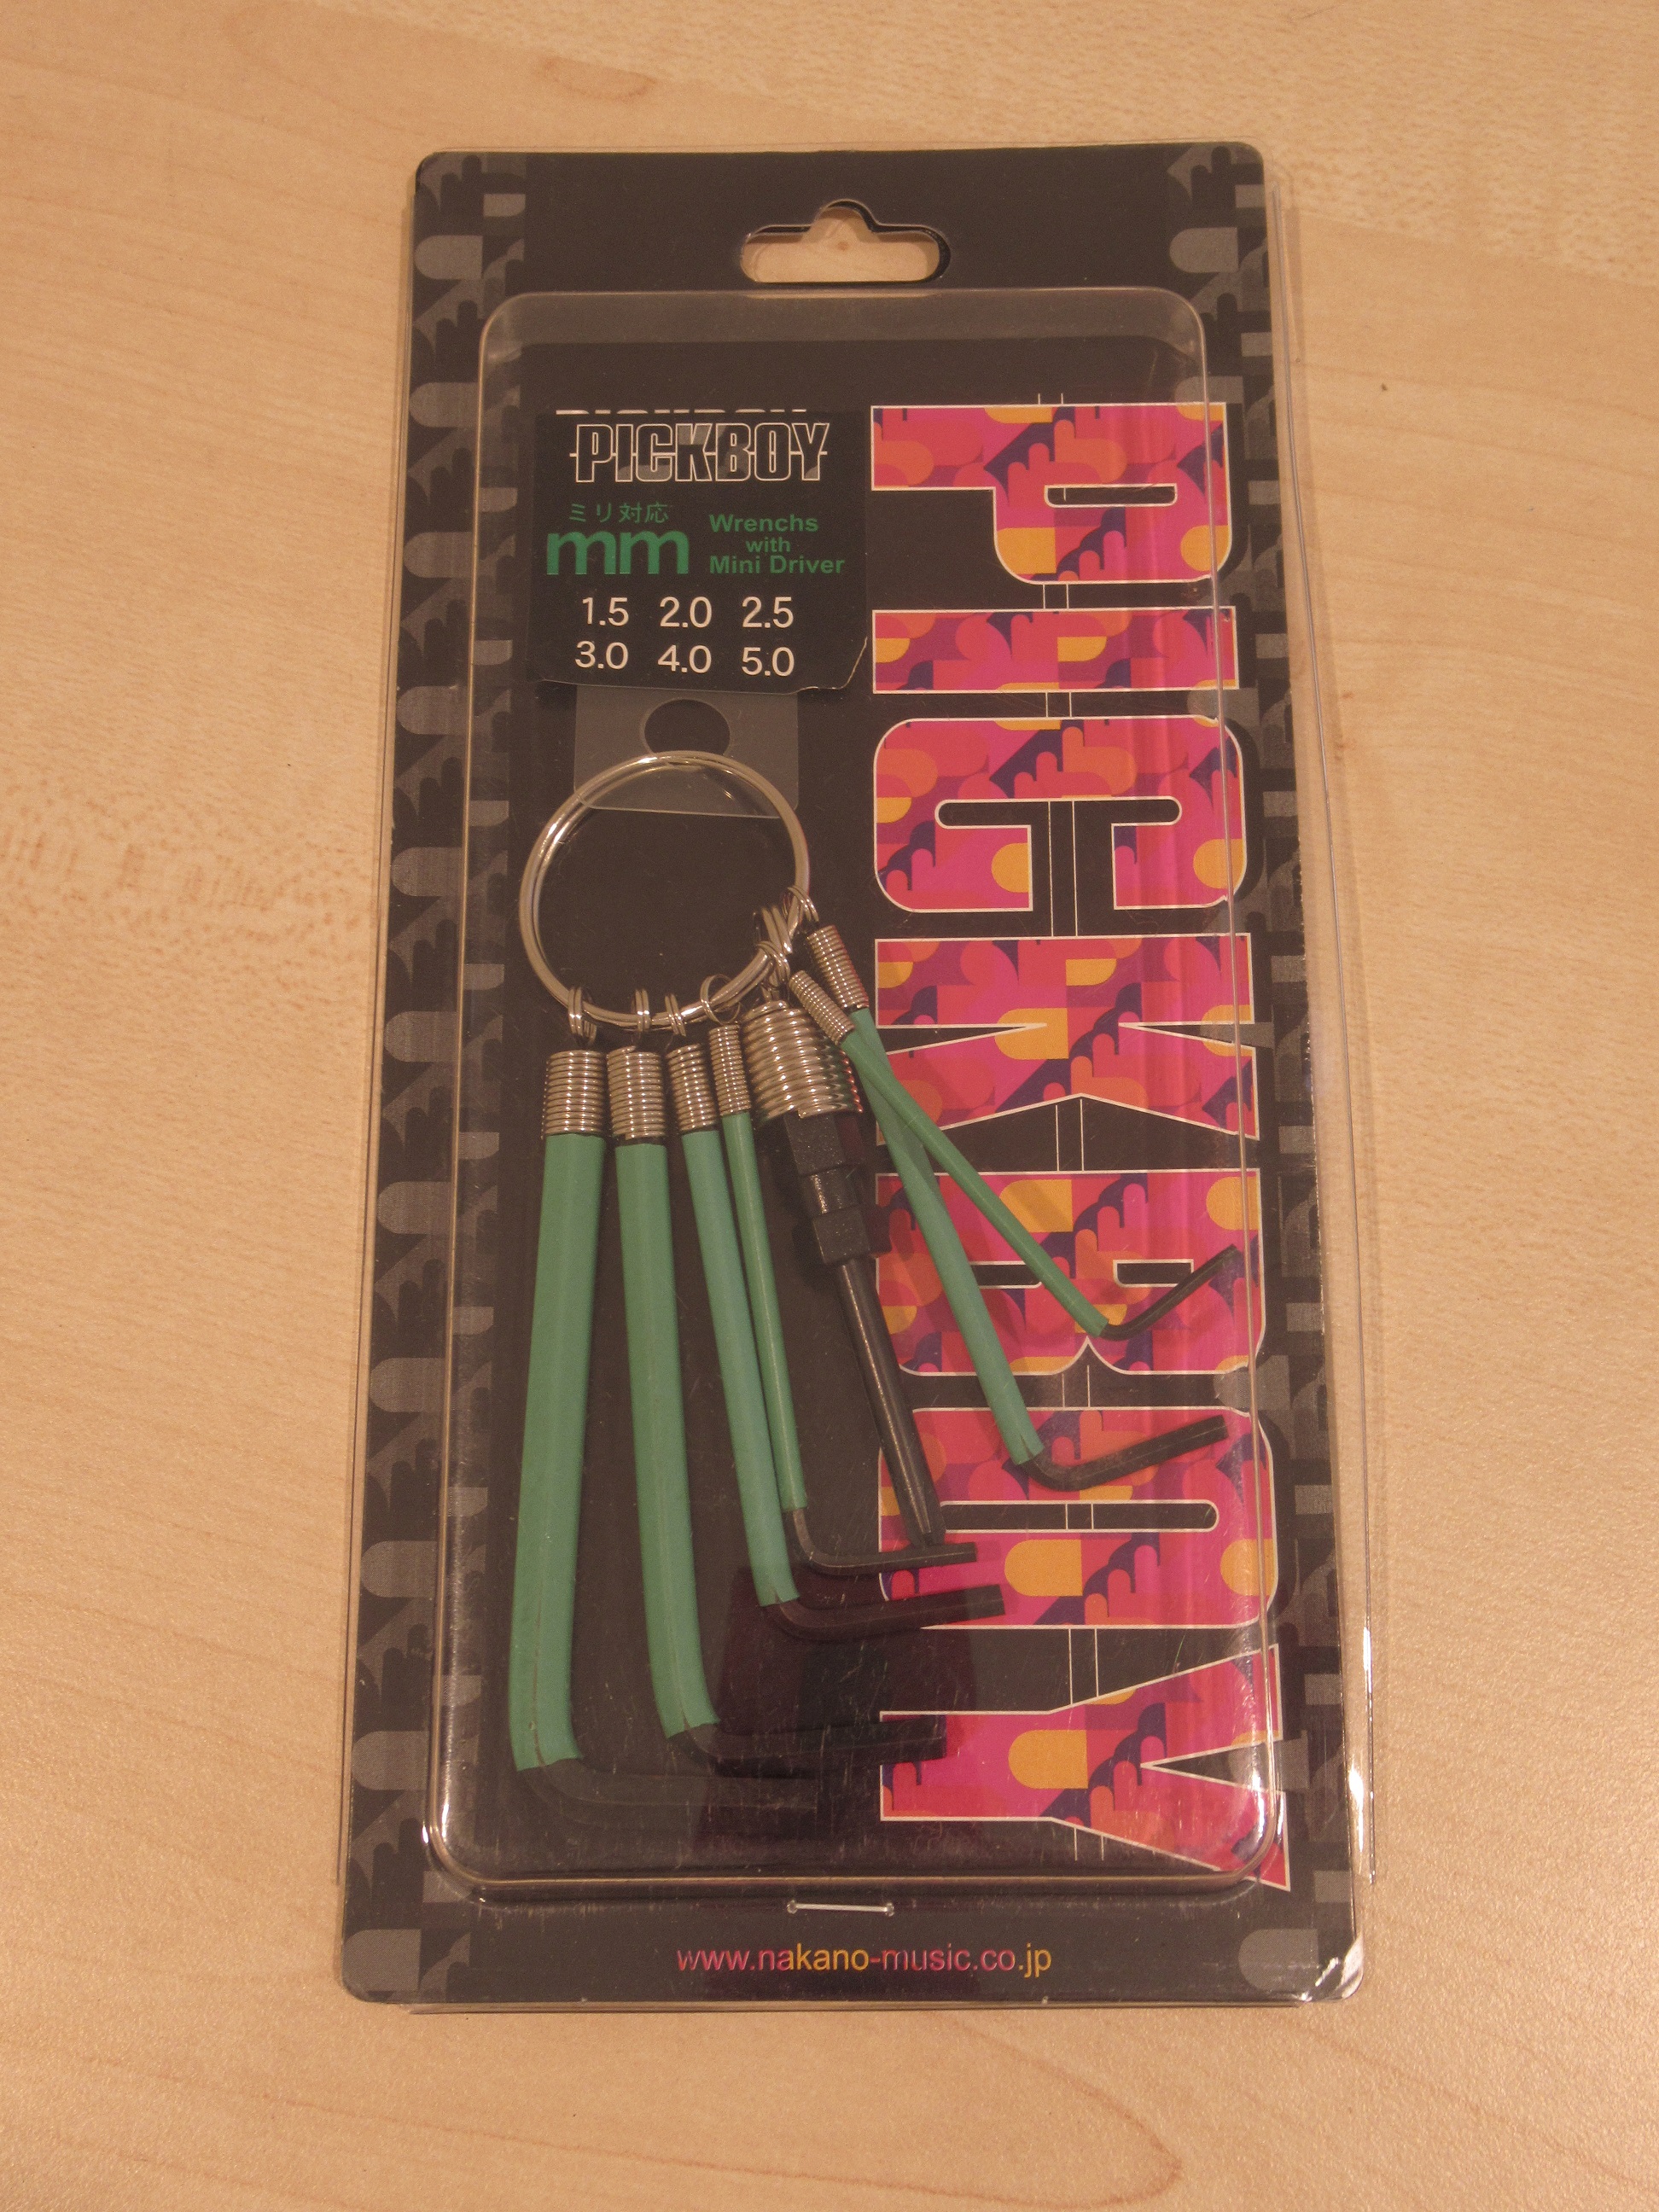 PICKBOY
ミリ対応
mm
Wrenchs
with
Mini Driver
1.5 2.0 2.5
3.0 4.0 5.0
PICKBOY
www.nakano-music.co.jp